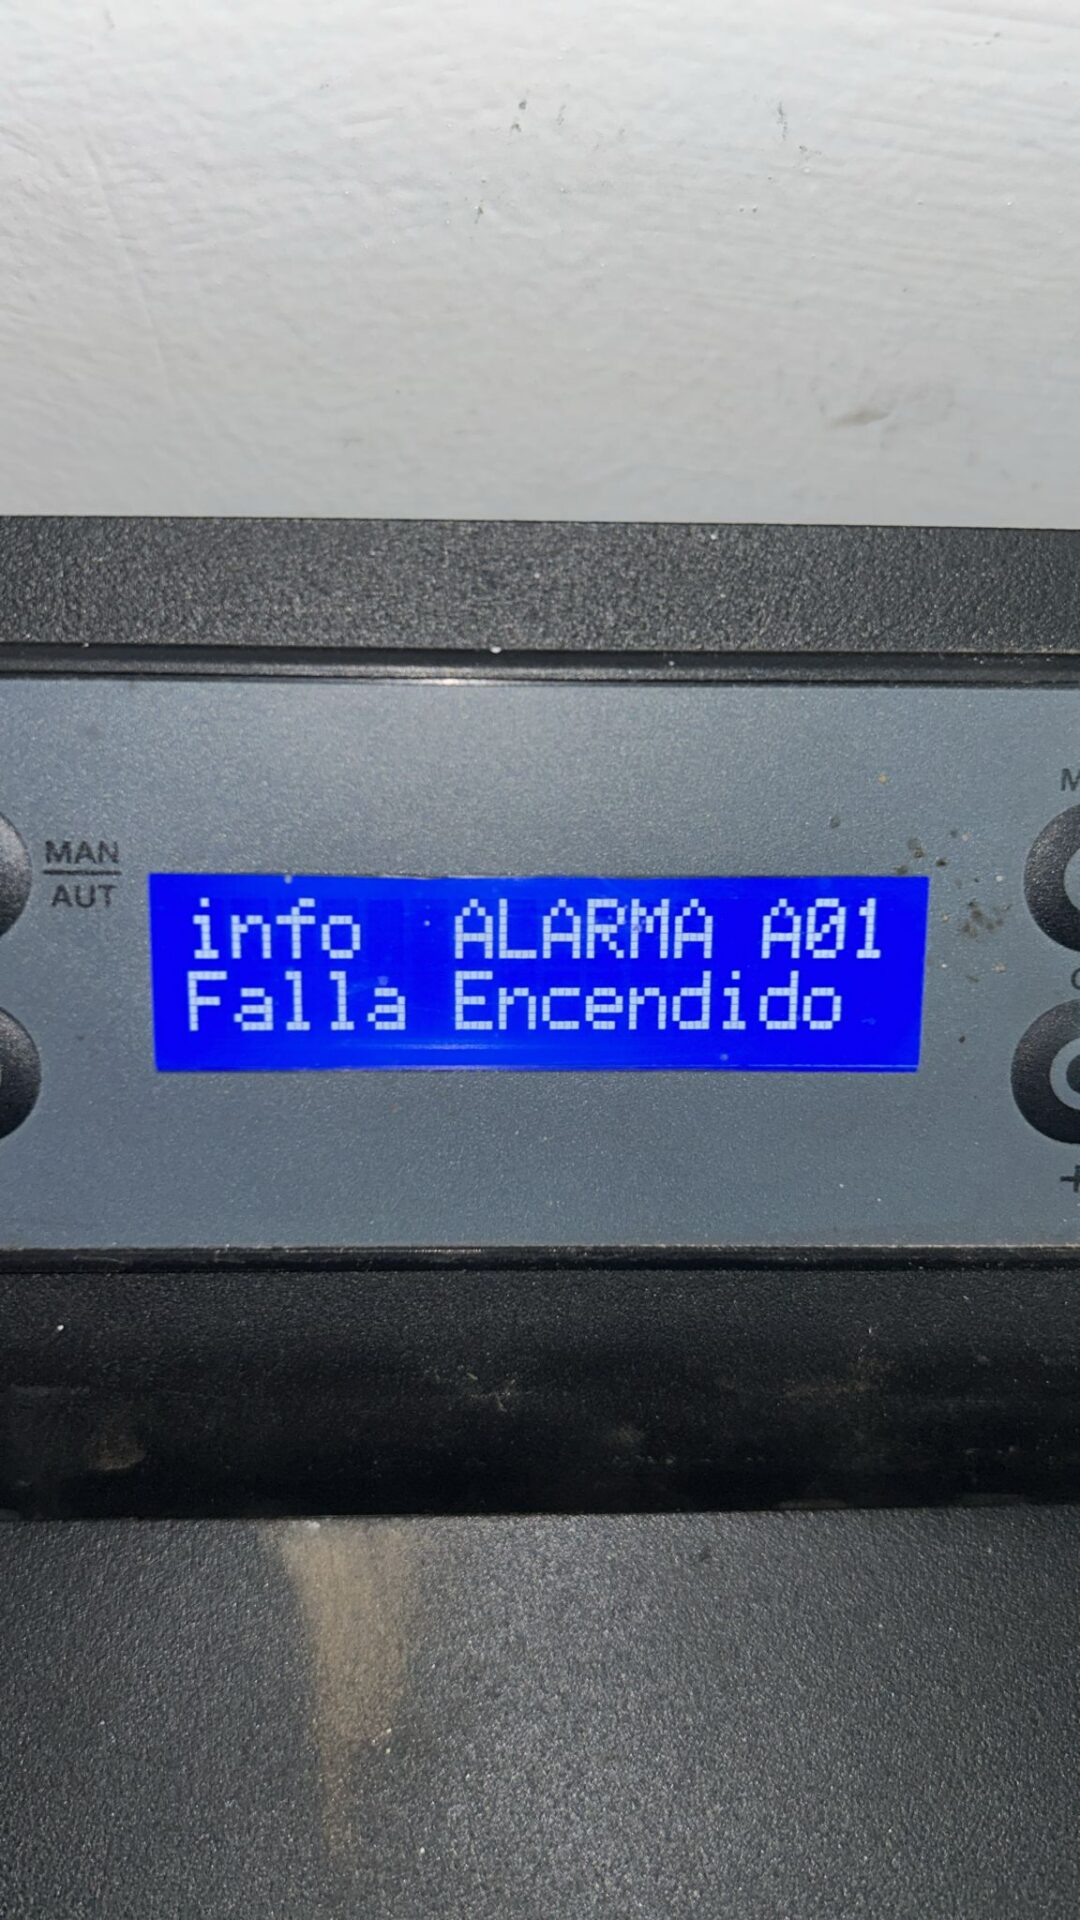 MAN
AUT
info ALARMA A01
Falla Encendido
M
+